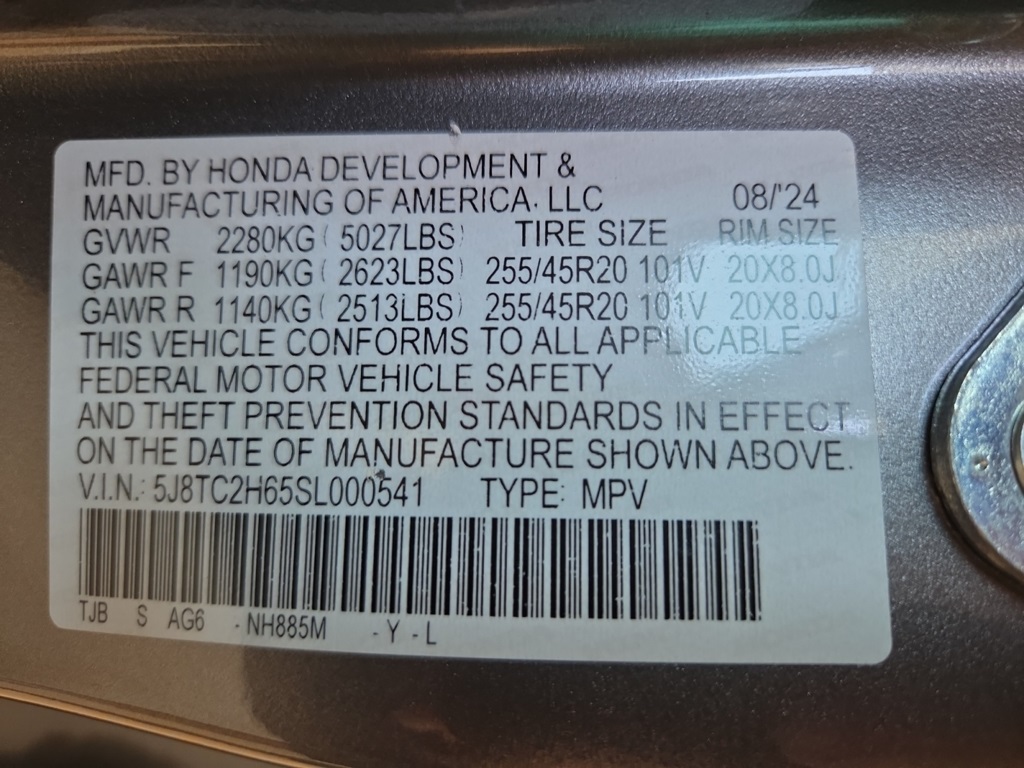 MFD. BY HONDA DEVELOPMENT &
MANUFACTURING OF AMERICA, LLC 08/'24
GVWR 2280KG ( 5027LBS) TIRE SIZE RIM SIZE
GAWR F 1190KG ( 2623LBS) 255/45R20 101V 20X8.0J
GAWR R 1140KG ( 2513LBS) 255/45R20 101V 20X8.0J
THIS VEHICLE CONFORMS TO ALL APPLICABLE
FEDERAL MOTOR VEHICLE SAFETY
AND THEFT PREVENTION STANDARDS IN EFFECT
ON THE DATE OF MANUFACTURE SHOWN ABOVE.
V.I.N.: 5J8TC2H65SL000541 TYPE: MPV
TJB S AG6 - NH885M - Y - L